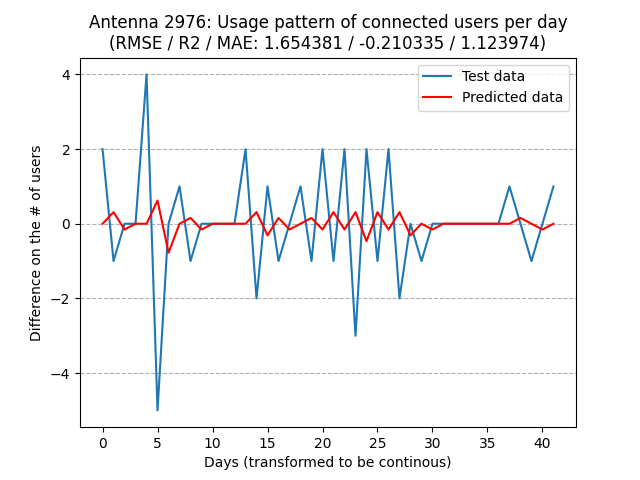 Antenna 2976: Usage pattern of connected users per day
(RMSE / R2 / MAE: 1.654381 / -0.210335 / 1.123974)
Test data
Predicted data
4
2
0
−2
−4
Difference on the # of users
0 5 10 15 20 25 30 35 40
Days (transformed to be continous)